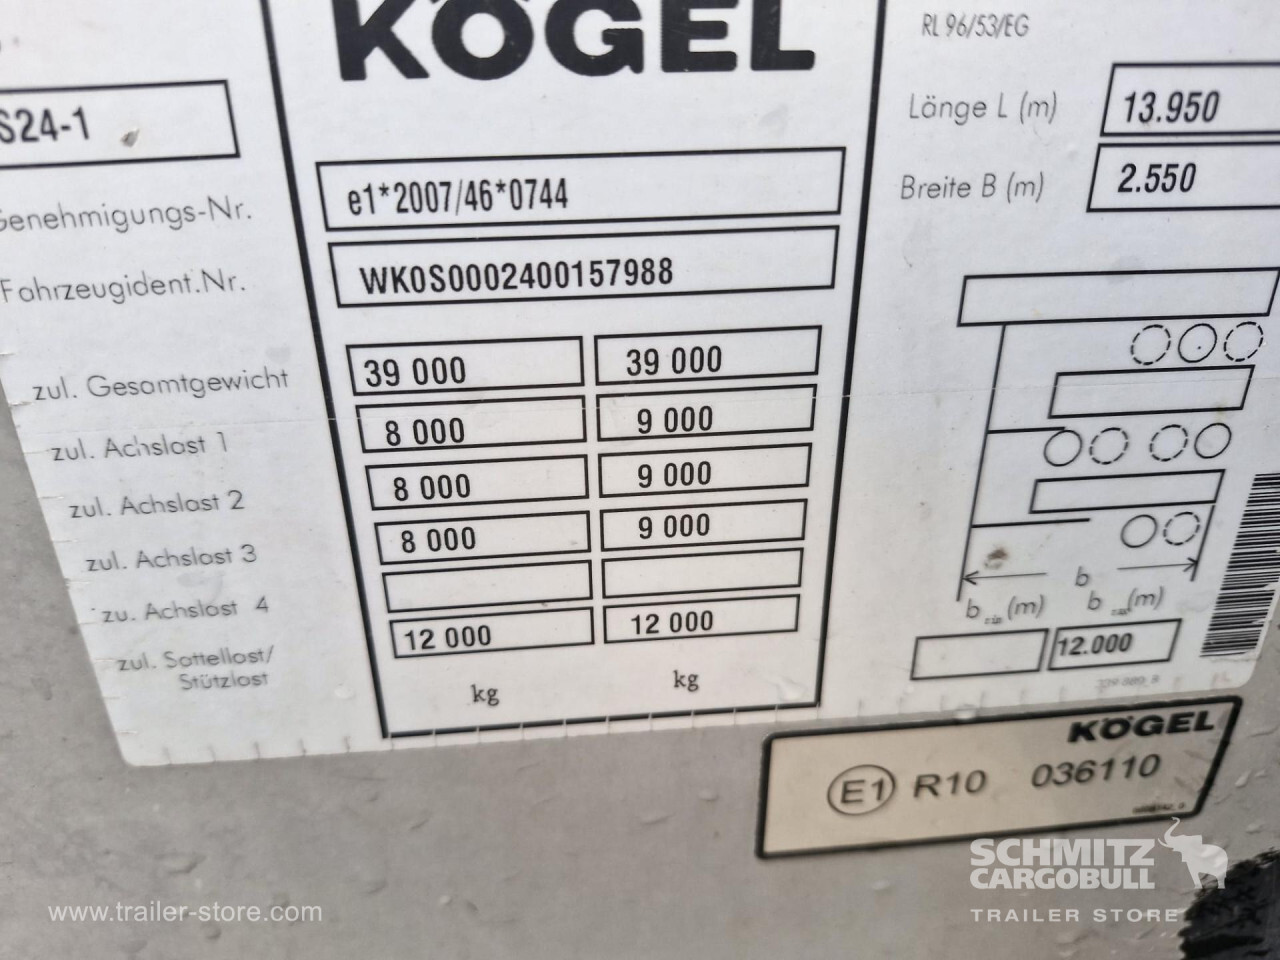 KÖGEL
S24-1
Genehmigungs-Nr. e1*2007/46*0744
Fahrzeugident.Nr. WK0S0002400157988
zul. Gesamtgewicht 39 000 39 000
zul. Achslast 1 8 000 9 000
zul. Achslast 2 8 000 9 000
zul. Achslast 3 8 000 9 000
zu. Achslast 4
zul. Sattellast/ 12 000 12 000
Stützlast
kg kg
RL 96/53/EG
Länge L (m) 13.950
Breite B (m) 2.550
b
b (m) b (m)
12.000
KÖGEL
E1 R10 036110
SCHMITZ
CARGOBULL
TRAILER STORE
www.trailer-store.com